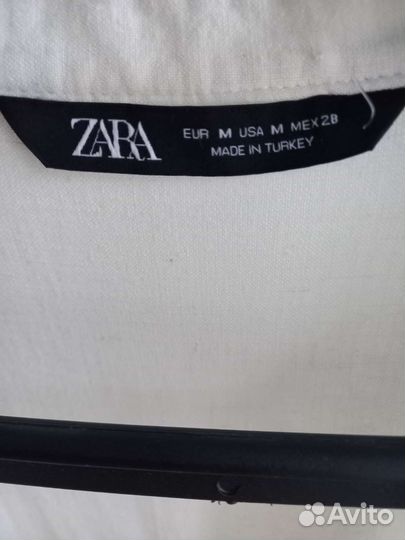 ZARA
EUR M USA M MEX 28
MADE IN TURKEY
Avito